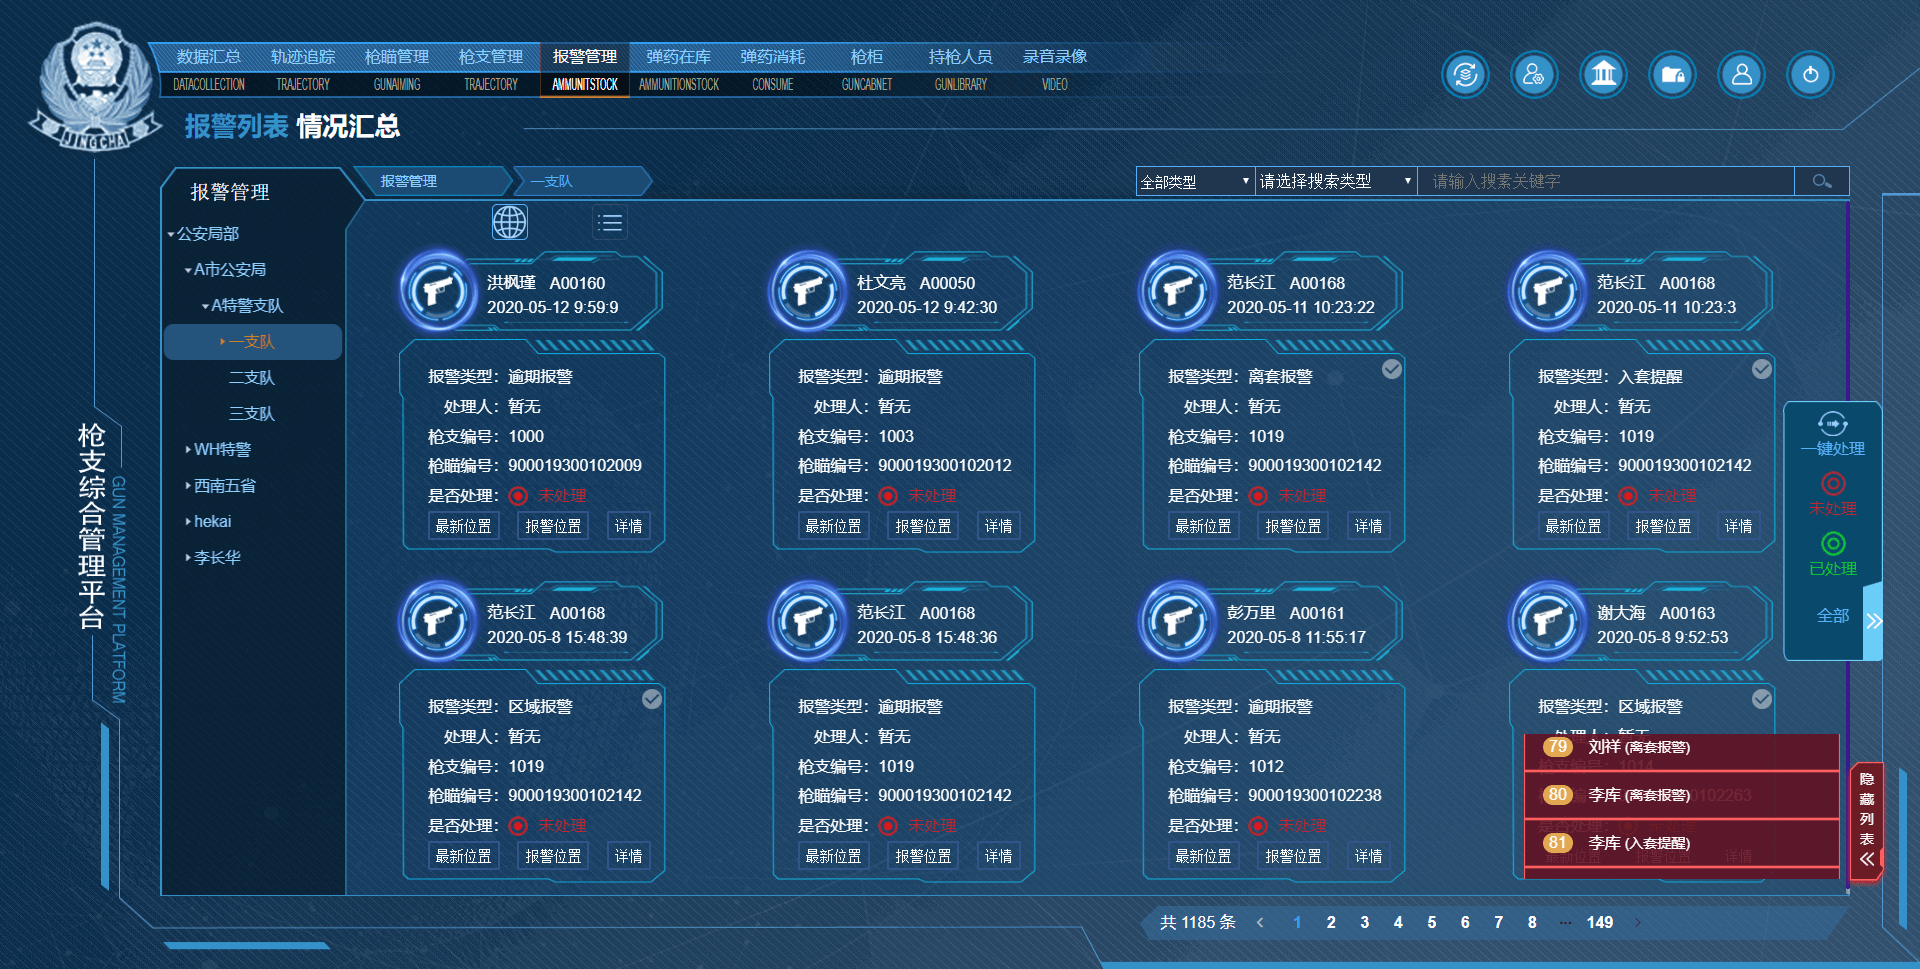 数据汇总 轨迹追踪 枪瞄管理 枪支管理 报警管理 弹药在库 弹药消耗 枪柜 持枪人员 录音录像
DATACOLLECTION TRAJECTORY GUNAIMING TRAJECTORY AMMUNITSTOCK AMMUNITIONSTOCK CONSUME GUNCABNET GUNLIBRARY VIDEO
JINGCHA
报警列表 情况汇总
枪支综合管理平台
GUN MANAGEMENT PLATFORM
报警管理
公安局部
A市公安局
A特警支队
一支队
二支队
三支队
WH特警
西南五省
hekai
李长华
报警管理 一支队
全部类型 请选择搜索类型 请输入搜素关键字
洪枫瑾 A00160
2020-05-12 9:59:9
报警类型：逾期报警
处理人：暂无
枪支编号：1000
枪瞄编号：900019300102009
是否处理：未处理
最新位置 报警位置 详情
杜文亮 A00050
2020-05-12 9:42:30
报警类型：逾期报警
处理人：暂无
枪支编号：1003
枪瞄编号：900019300102012
是否处理：未处理
最新位置 报警位置 详情
范长江 A00168
2020-05-11 10:23:22
报警类型：离套报警
处理人：暂无
枪支编号：1019
枪瞄编号：900019300102142
是否处理：未处理
最新位置 报警位置 详情
范长江 A00168
2020-05-11 10:23:3
报警类型：入套提醒
处理人：暂无
枪支编号：1019
枪瞄编号：900019300102142
是否处理：未处理
最新位置 报警位置 详情
范长江 A00168
2020-05-8 15:48:39
报警类型：区域报警
处理人：暂无
枪支编号：1019
枪瞄编号：900019300102142
是否处理：未处理
最新位置 报警位置 详情
范长江 A00168
2020-05-8 15:48:36
报警类型：逾期报警
处理人：暂无
枪支编号：1019
枪瞄编号：900019300102142
是否处理：未处理
最新位置 报警位置 详情
彭万里 A00161
2020-05-8 11:55:17
报警类型：逾期报警
处理人：暂无
枪支编号：1012
枪瞄编号：900019300102238
是否处理：未处理
最新位置 报警位置 详情
谢大海 A00163
2020-05-8 9:52:53
报警类型：区域报警
79 刘祥 (离套报警)
80 李库 (离套报警)
81 李库 (入套提醒)
一键处理
未处理
已处理
全部
隐藏列表
共 1185 条 1 2 3 4 5 6 7 8 ··· 149